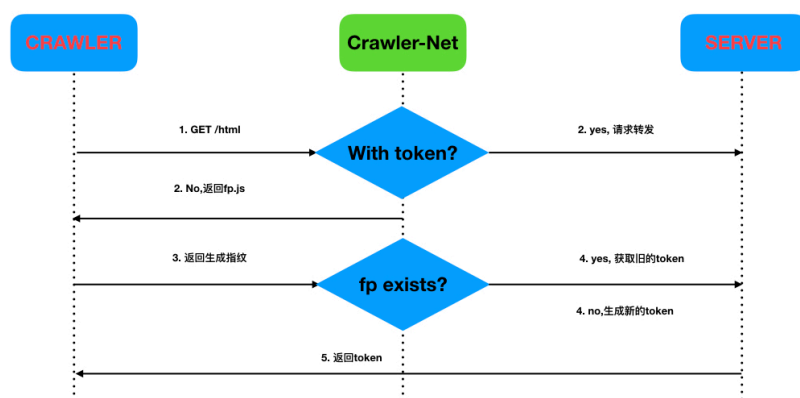 CRAWLER
Crawler-Net
SERVER
1. GET /html
With token?
2. yes, 请求转发
2. No,返回fp.js
3. 返回生成指纹
fp exists?
4. yes, 获取旧的token
4. no,生成新的token
5. 返回token